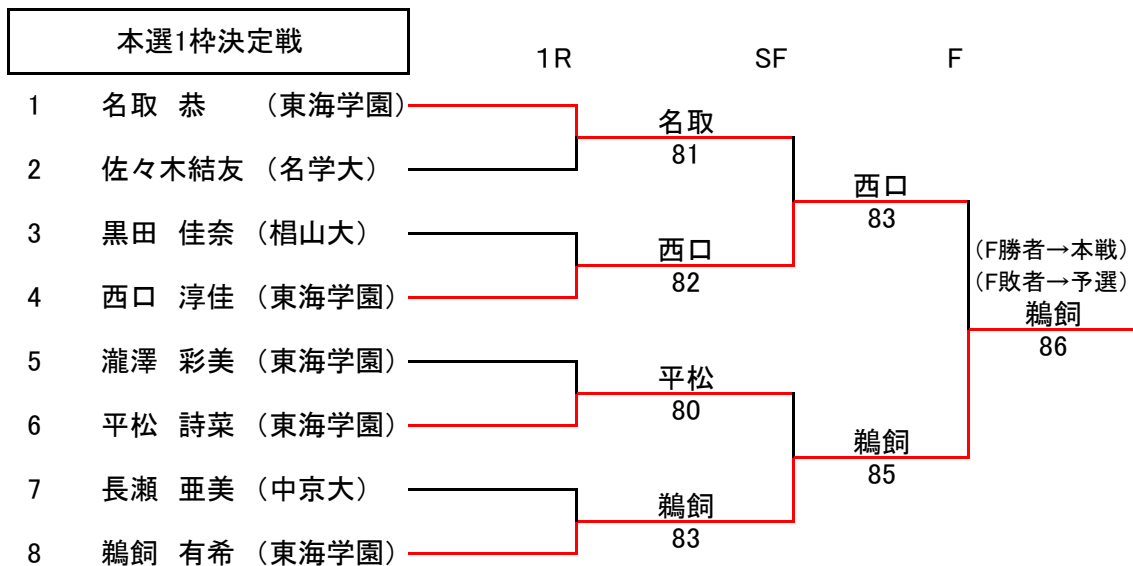 本選1枠決定戦
1R SF F
1 名取 恭 （東海学園）
名取
81
2 佐々木結友 （名学大）
西口
83
3 黒田 佳奈 （椙山大）
西口
82
(F勝者→本戦)
(F敗者→予選)
4 西口 淳佳 （東海学園）
鵜飼
86
5 瀧澤 彩美 （東海学園）
平松
80
6 平松 詩菜 （東海学園）
鵜飼
85
7 長瀬 亜美 （中京大）
鵜飼
83
8 鵜飼 有希 （東海学園）